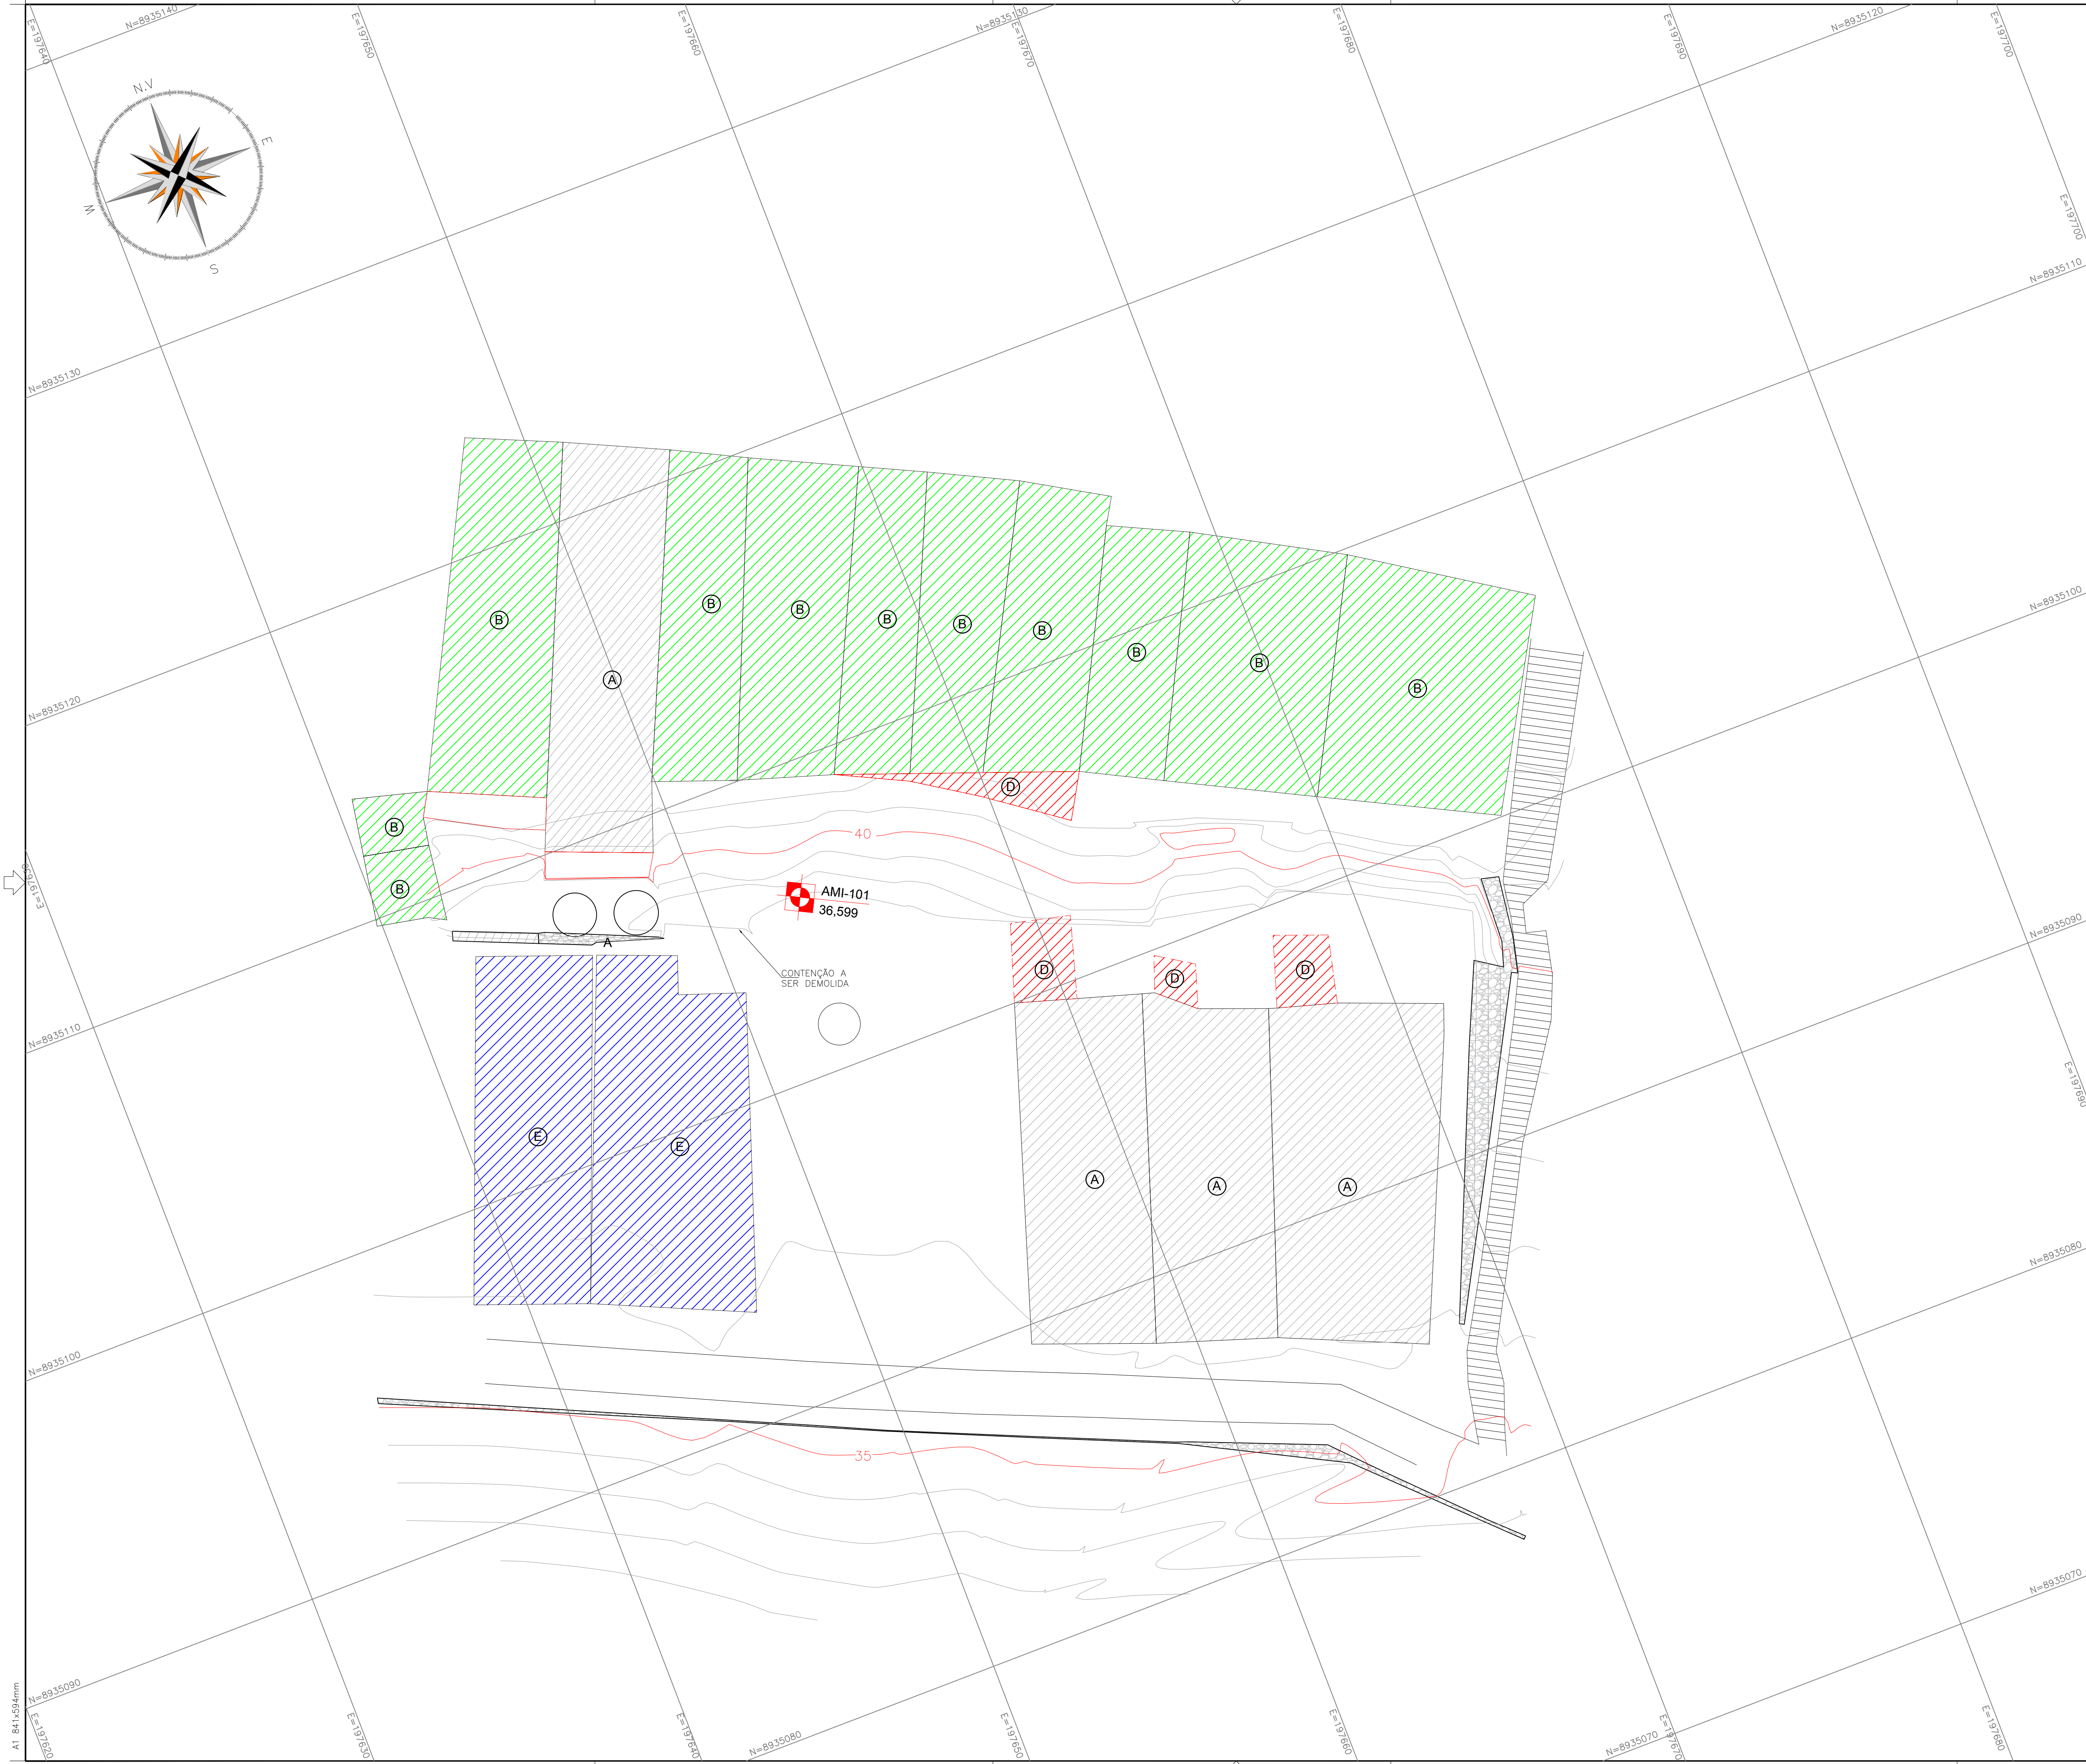 E=197640
N=8935140
E=197650
E=197660
N=8935130
E=197670
E=197680
E=197690
N=8935120
E=197700
N.V
E
W
S
E=197700
N=8935110
N=8935130
N=8935100
B
B
B
B
B
B
B
B
B
A
N=8935120
D
B
40
B
AMI-101
36,599
A
N=8935090
CONTENÇÃO A
SER DEMOLIDA
D
D
D
N=8935110
E=197690
E
E
A
A
A
N=8935080
N=8935100
35
N=8935070
N=8935090
A1 841x594mm
E=197620
E=197630
E=197640
N=8935080
E=197650
E=197660
N=8935070
E=197670
E=197680